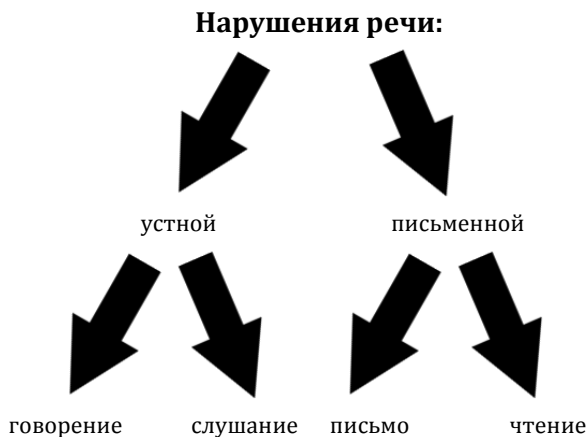 Нарушения речи:
устной письменной
говорение слушание письмо чтение